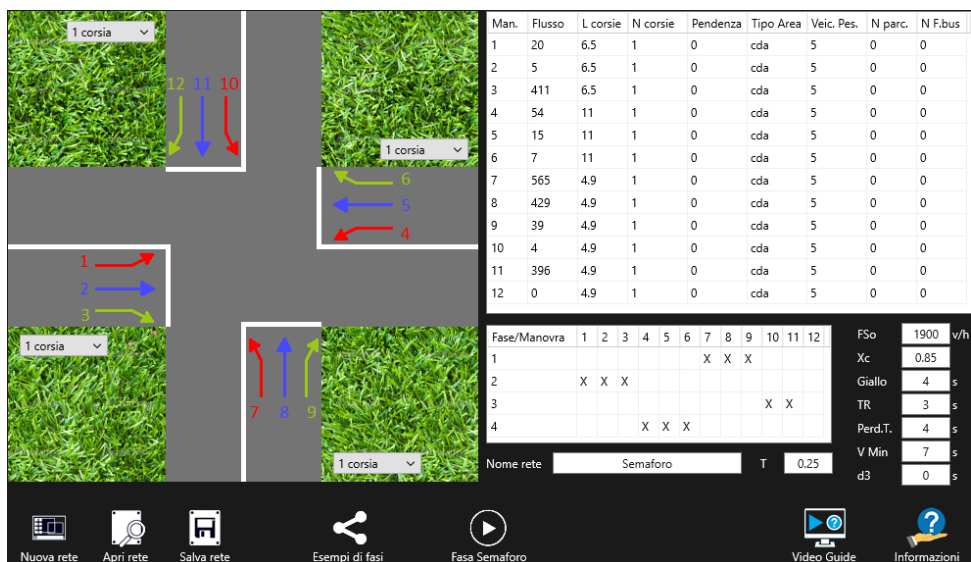 1 corsia
12 11 10
1 corsia
6
5
4
1
2
3
1 corsia
7 8 9
1 corsia
Man. Flusso L corsie N corsie Pendenza Tipo Area Veic. Pes. N parc. N F.bus
1 20 6.5 1 0 cda 5 0 0
2 5 6.5 1 0 cda 5 0 0
3 411 6.5 1 0 cda 5 0 0
4 54 11 1 0 cda 5 0 0
5 15 11 1 0 cda 5 0 0
6 7 11 1 0 cda 5 0 0
7 565 4.9 1 0 cda 5 0 0
8 429 4.9 1 0 cda 5 0 0
9 39 4.9 1 0 cda 5 0 0
10 4 4.9 1 0 cda 5 0 0
11 396 4.9 1 0 cda 5 0 0
12 0 4.9 1 0 cda 5 0 0
Fase/Manovra 1 2 3 4 5 6 7 8 9 10 11 12
1 X X X
2 X X X
3 X X
4 X X X
Nome rete Semaforo T 0.25
FSo 1900 v/h
Xc 0.85
Giallo 4 s
TR 3 s
Perd.T. 4 s
V Min 7 s
d3 0 s
Nuova rete Apri rete Salva rete Esempi di fasi Fasa Semaforo Video Guide Informazioni